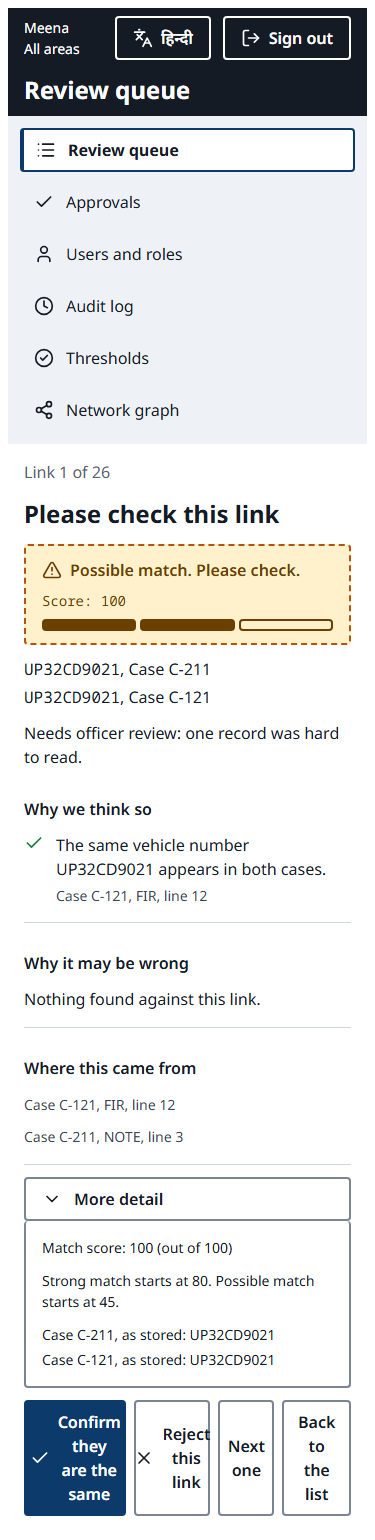 Meena
All areas
हिन्दी
Sign out
Review queue
Review queue
Approvals
Users and roles
Audit log
Thresholds
Network graph
Link 1 of 26
Please check this link
Possible match. Please check.
Score: 100
UP32CD9021, Case C-211
UP32CD9021, Case C-121
Needs officer review: one record was hard
to read.
Why we think so
The same vehicle number
UP32CD9021 appears in both cases.
Case C-121, FIR, line 12
Why it may be wrong
Nothing found against this link.
Where this came from
Case C-121, FIR, line 12
Case C-211, NOTE, line 3
More detail
Match score: 100 (out of 100)
Strong match starts at 80. Possible match
starts at 45.
Case C-211, as stored: UP32CD9021
Case C-121, as stored: UP32CD9021
Confirm
they
are the
same
Reject
this
link
Next
one
Back
to
the
list